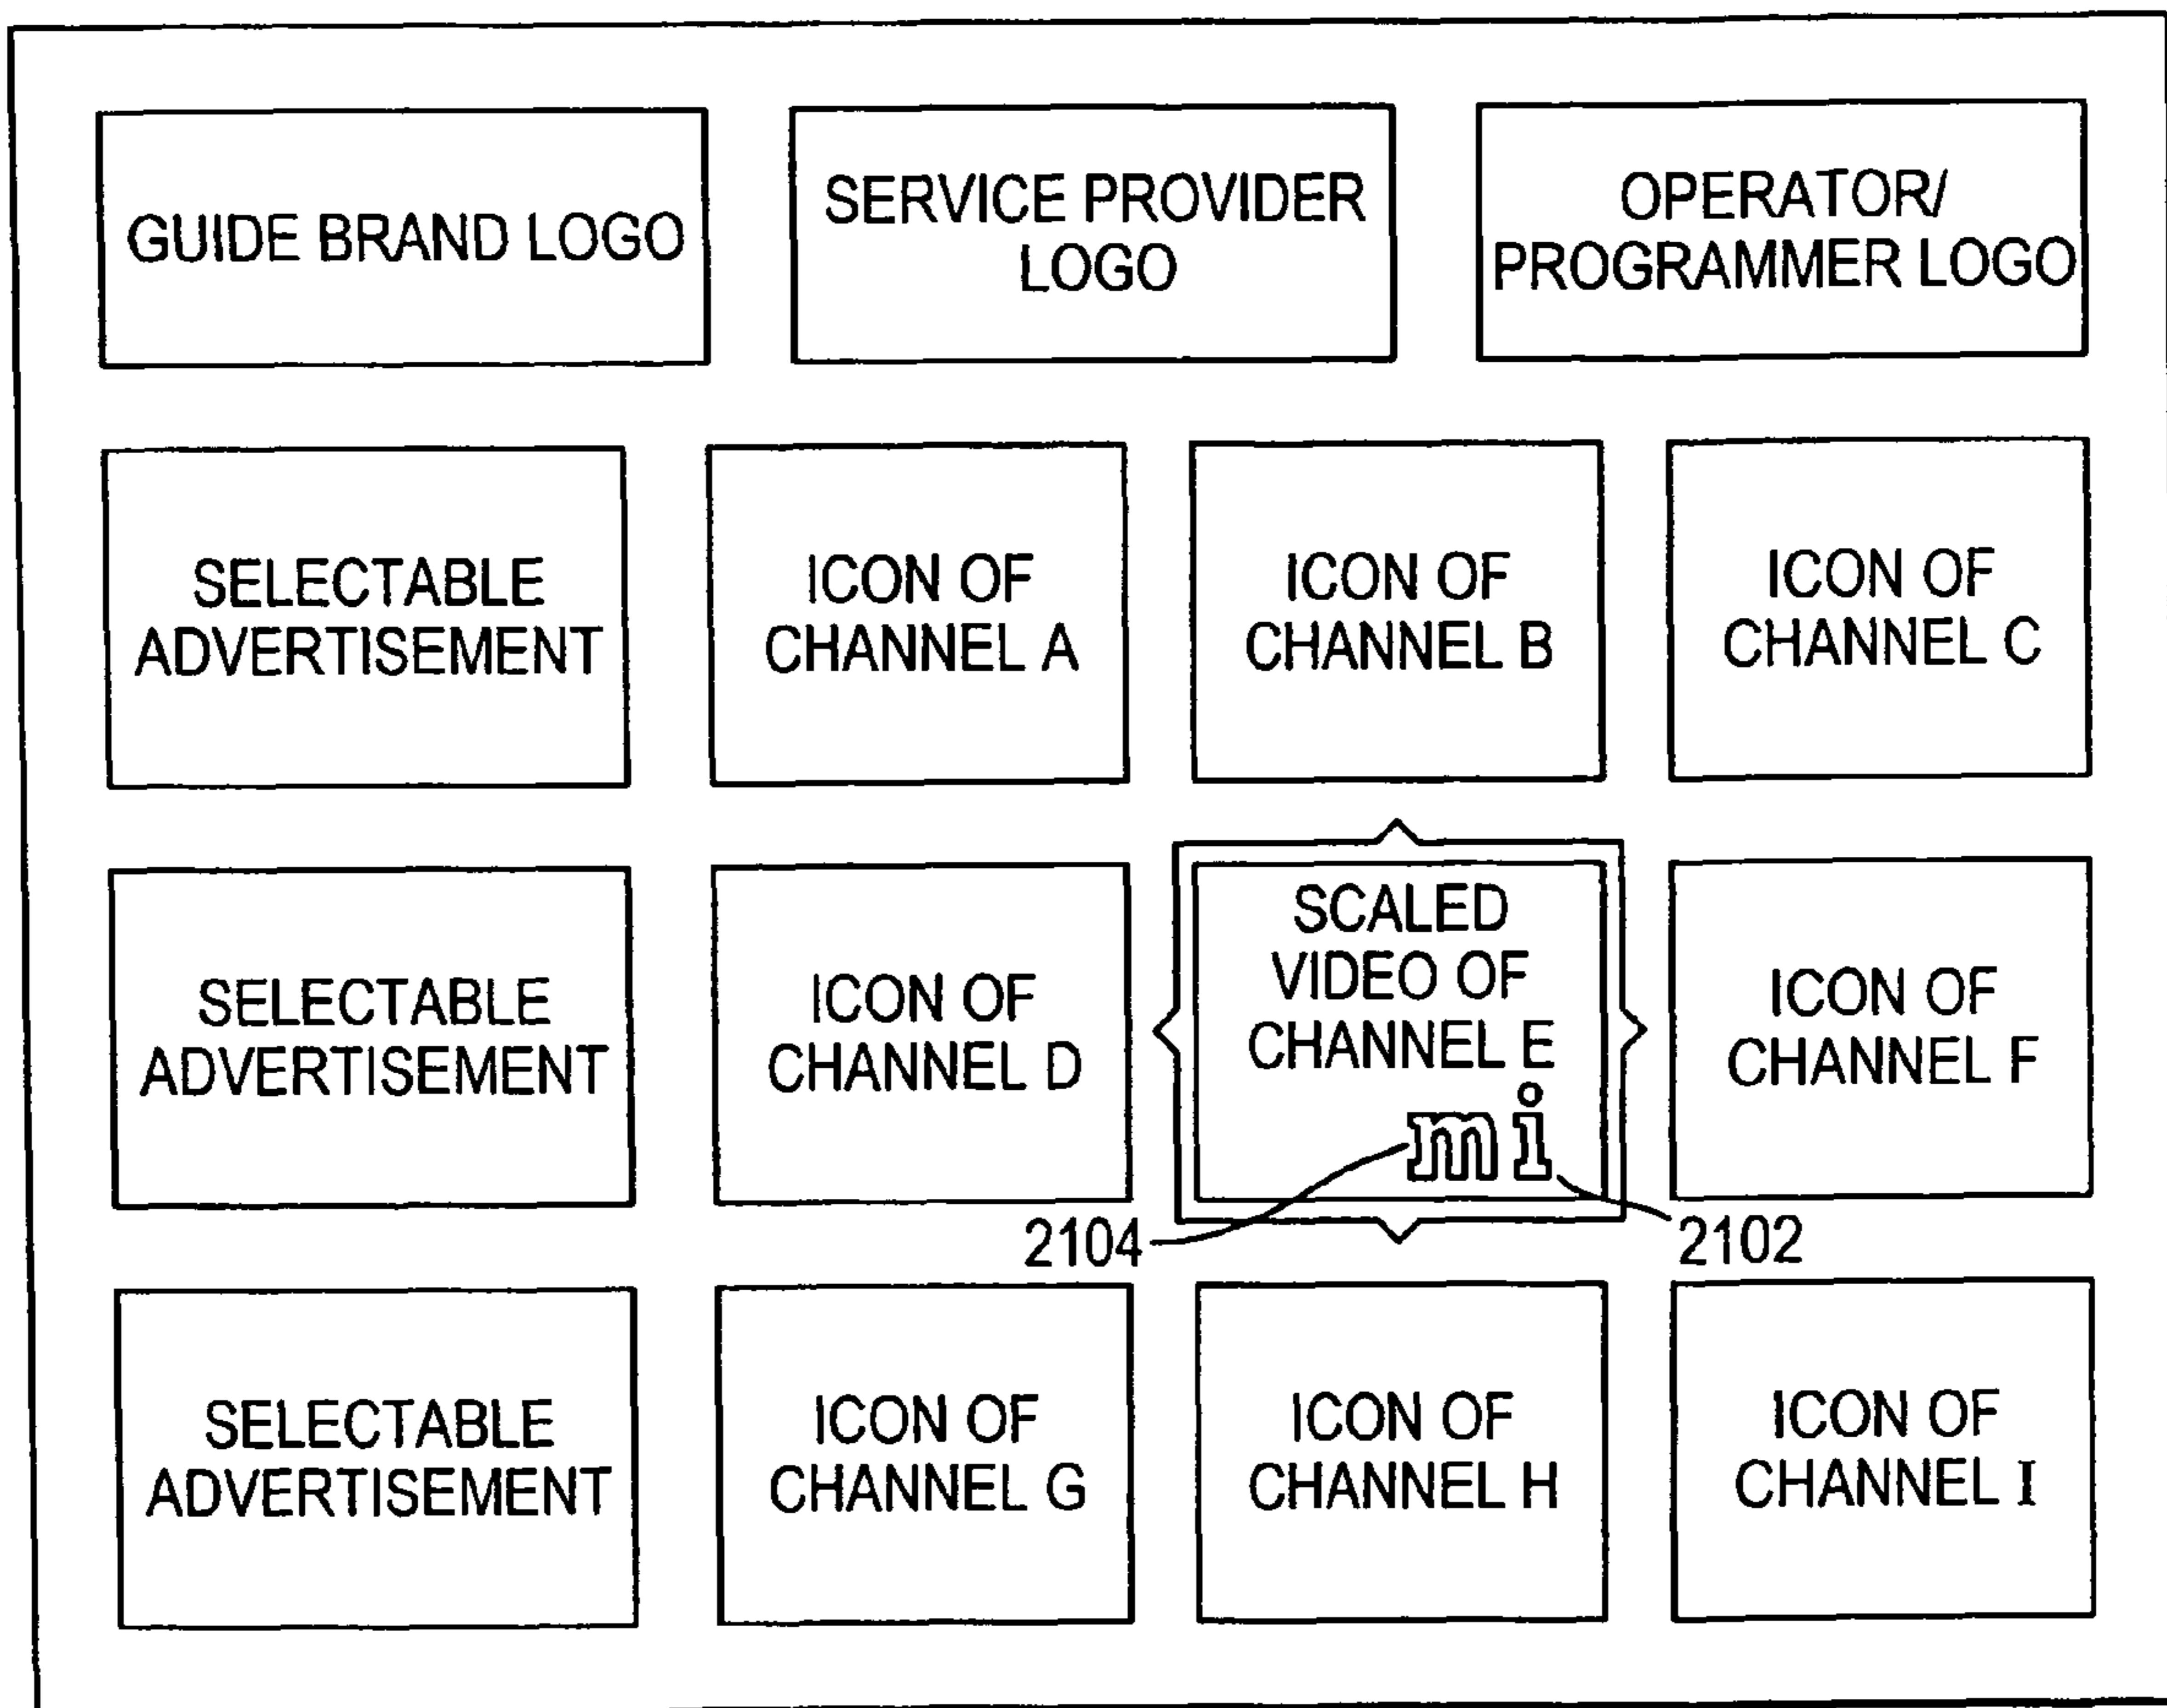 GUIDE BRAND LOGO
SERVICE PROVIDER
LOGO
OPERATOR/
PROGRAMMER LOGO
SELECTABLE
ADVERTISEMENT
ICON OF
CHANNEL A
ICON OF
CHANNEL B
ICON OF
CHANNEL C
SELECTABLE
ADVERTISEMENT
ICON OF
CHANNEL D
SCALED
VIDEO OF
CHANNEL E
m i
ICON OF
CHANNEL F
2104
2102
SELECTABLE
ADVERTISEMENT
ICON OF
CHANNEL G
ICON OF
CHANNEL H
ICON OF
CHANNEL I